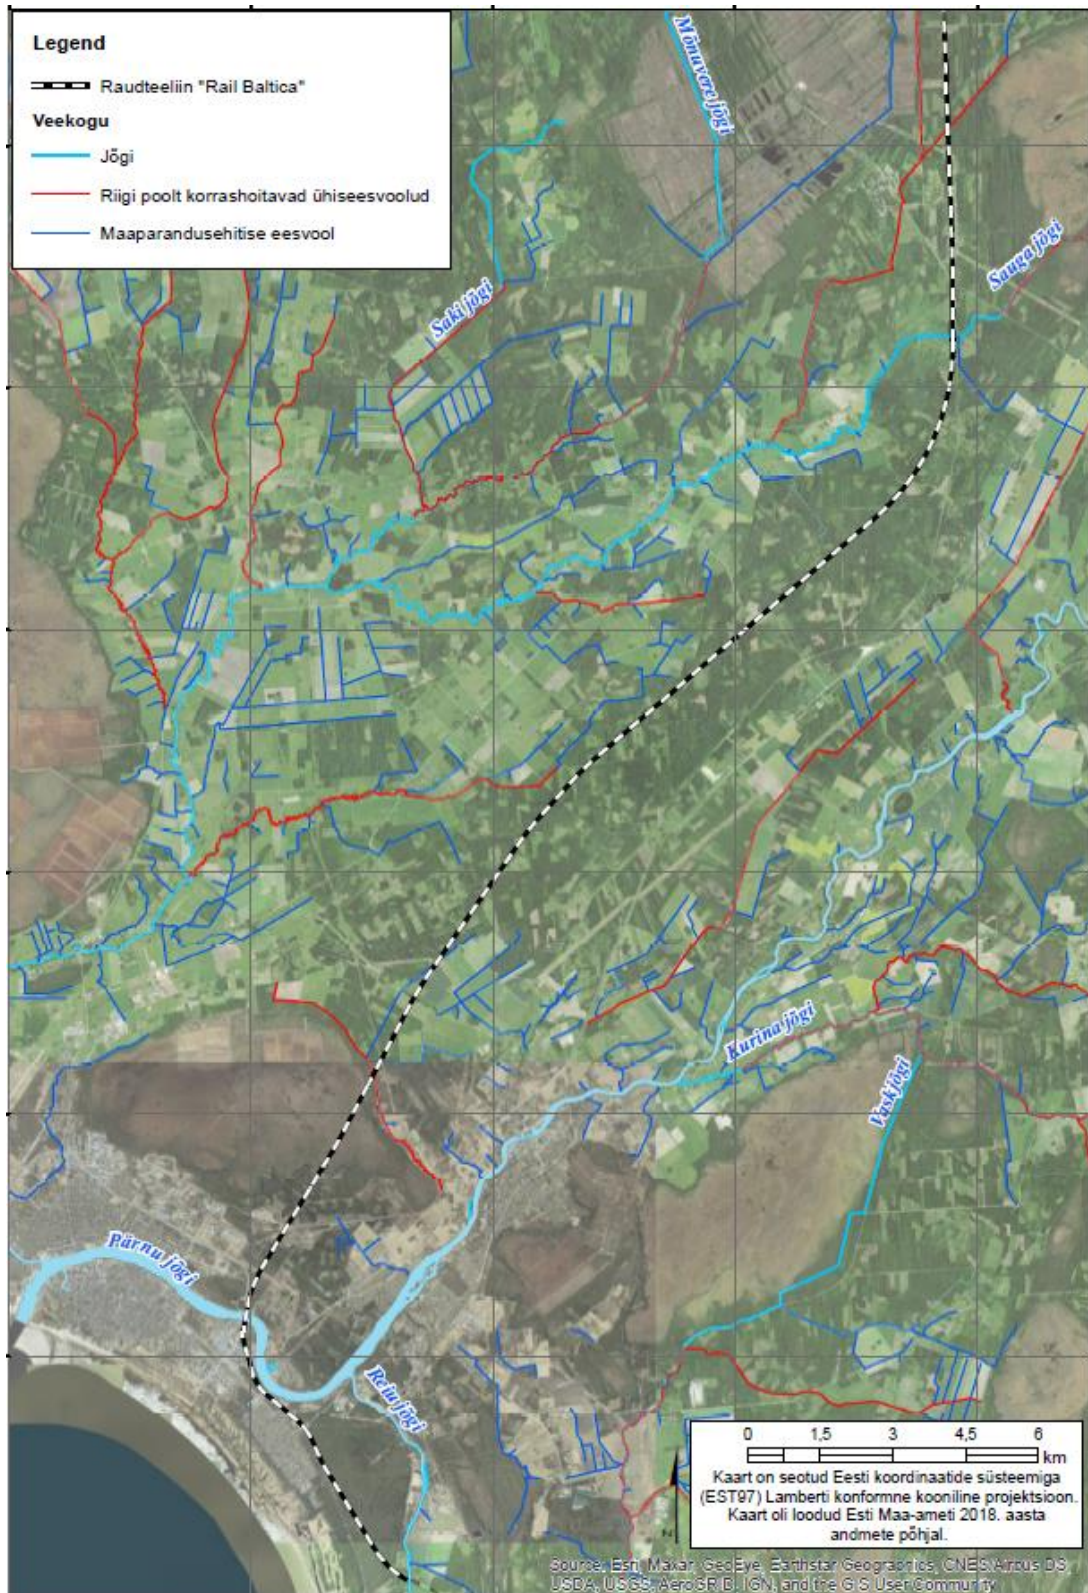 Legend
Raudteeliin "Rail Baltica"
Veekogu
Jõgi
Riigi poolt korrashoitavad ühiseesvoolud
Maaparandusehitise eesvool
Mõnuvere jõgi
Sauga jõgi
Saki jõgi
Kurina jõgi
Vaskjõgi
Pärnu jõgi
Reiu jõgi
0 1,5 3 4,5 6
km
Kaart on seotud Eesti koordinaatide süsteemiga
(EST97) Lamberti konformne kooniline projektsioon.
Kaart oli loodud Esti Maa-ameti 2018. aasta
andmete põhjal.
N
Source: Esri, Maxar, GeoEye, Earthstar Geographics, CNES/Airbus DS,
USDA, USGS, AeroGRID, IGN, and the GIS User Community